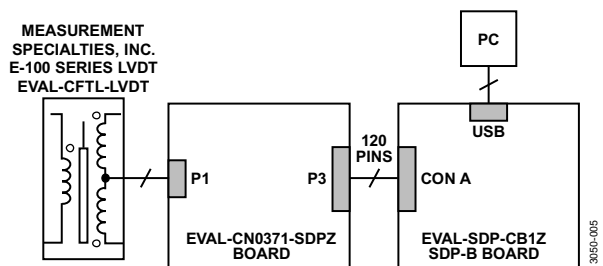 MEASUREMENT
SPECIALTIES, INC.
E-100 SERIES LVDT
EVAL-CFTL-LVDT
PC
USB
120
PINS
P1
P3
CON A
EVAL-CN0371-SDPZ
BOARD
EVAL-SDP-CB1Z
SDP-B BOARD
3050-005